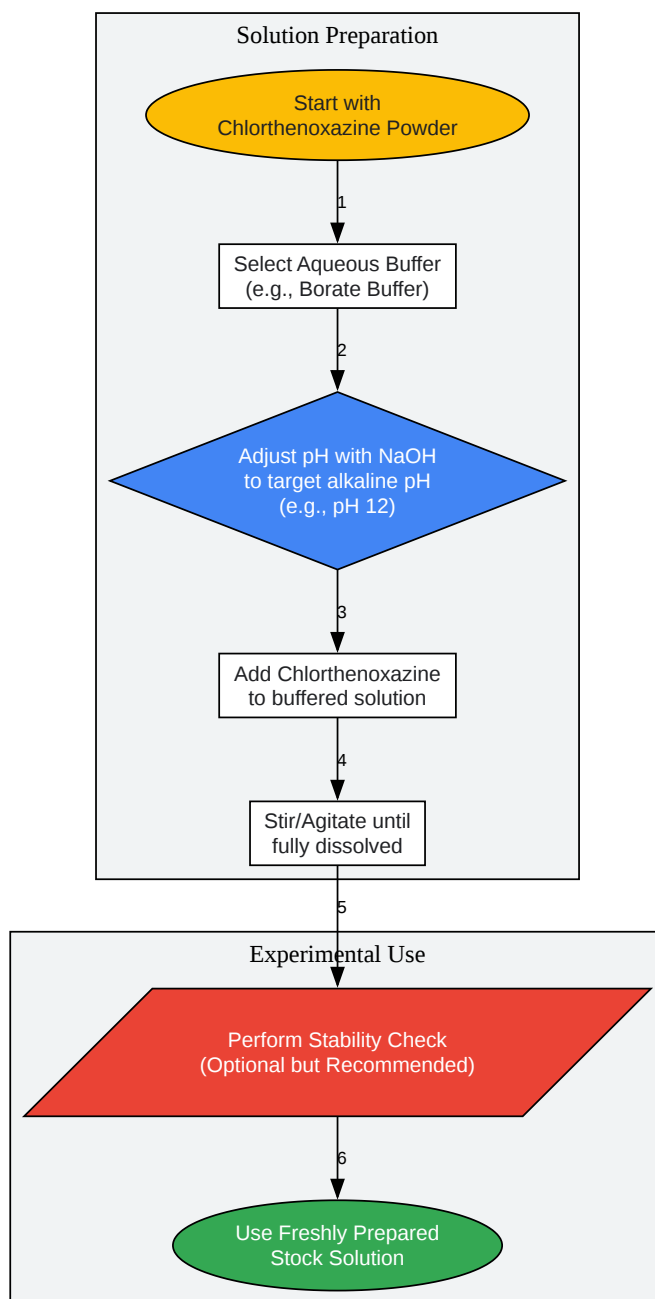 Solution Preparation
Start with
Chlorthenoxazine Powder
1
Select Aqueous Buffer
(e.g., Borate Buffer)
2
Adjust pH with NaOH
to target alkaline pH
(e.g., pH 12)
3
Add Chlorthenoxazine
to buffered solution
4
Stir/Agitate until
fully dissolved
5
Experimental Use
Perform Stability Check
(Optional but Recommended)
6
Use Freshly Prepared
Stock Solution